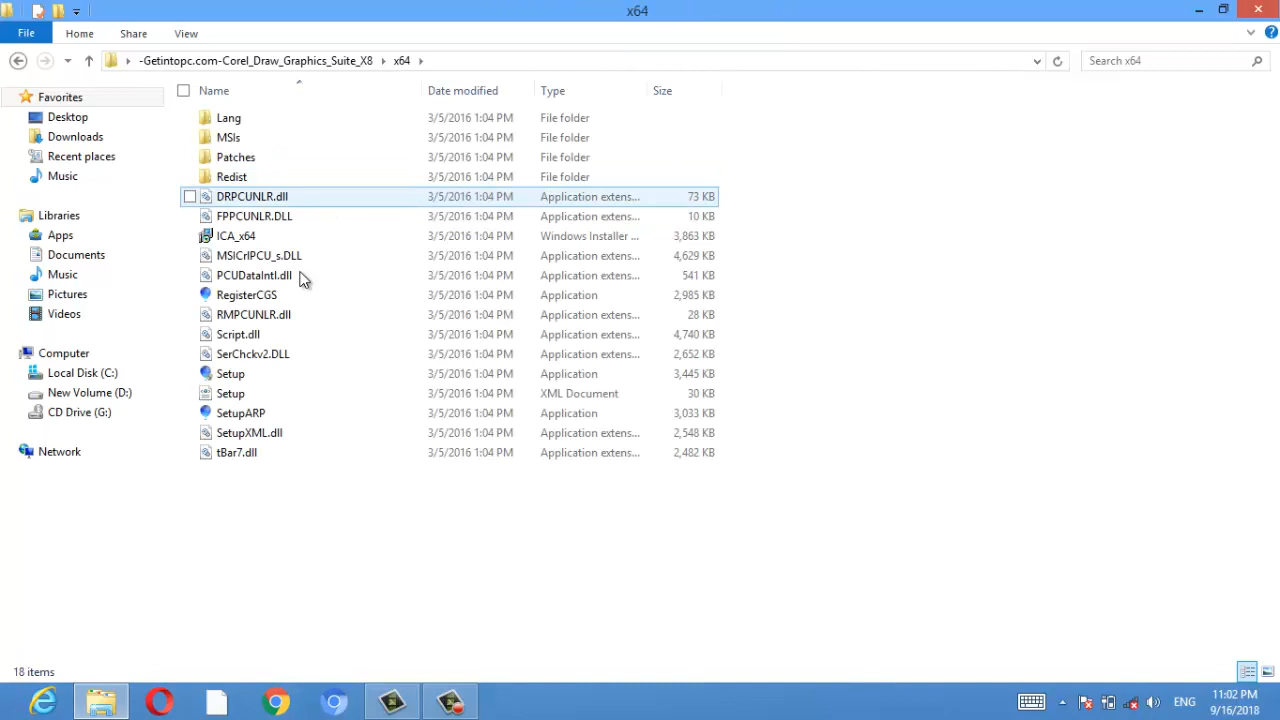 x64
File Home Share View
-Getintopc.com-Corel_Draw_Graphics_Suite_X8 x64 Search x64
Name Date modified Type Size
Favorites
Desktop
Downloads
Recent places
Music
Libraries
Apps
Documents
Music
Pictures
Videos
Computer
Local Disk (C:)
New Volume (D:)
CD Drive (G:)
Network
Lang 3/5/2016 1:04 PM File folder
MSIs 3/5/2016 1:04 PM File folder
Patches 3/5/2016 1:04 PM File folder
Redist 3/5/2016 1:04 PM File folder
DRPCUNLR.dll 3/5/2016 1:04 PM Application extens... 73 KB
FPPCUNLR.DLL 3/5/2016 1:04 PM Application extens... 10 KB
ICA_x64 3/5/2016 1:04 PM Windows Installer ... 3,863 KB
MSICrlPCU_s.DLL 3/5/2016 1:04 PM Application extens... 4,629 KB
PCUDataIntl.dll 3/5/2016 1:04 PM Application extens... 541 KB
RegisterCGS 3/5/2016 1:04 PM Application 2,985 KB
RMPCUNLR.dll 3/5/2016 1:04 PM Application extens... 28 KB
Script.dll 3/5/2016 1:04 PM Application extens... 4,740 KB
SerChckv2.DLL 3/5/2016 1:04 PM Application extens... 2,652 KB
Setup 3/5/2016 1:04 PM Application 3,445 KB
Setup 3/5/2016 1:04 PM XML Document 30 KB
SetupARP 3/5/2016 1:04 PM Application 3,033 KB
SetupXML.dll 3/5/2016 1:04 PM Application extens... 2,548 KB
tBar7.dll 3/5/2016 1:04 PM Application extens... 2,482 KB
18 items
ENG
11:02 PM
9/16/2018